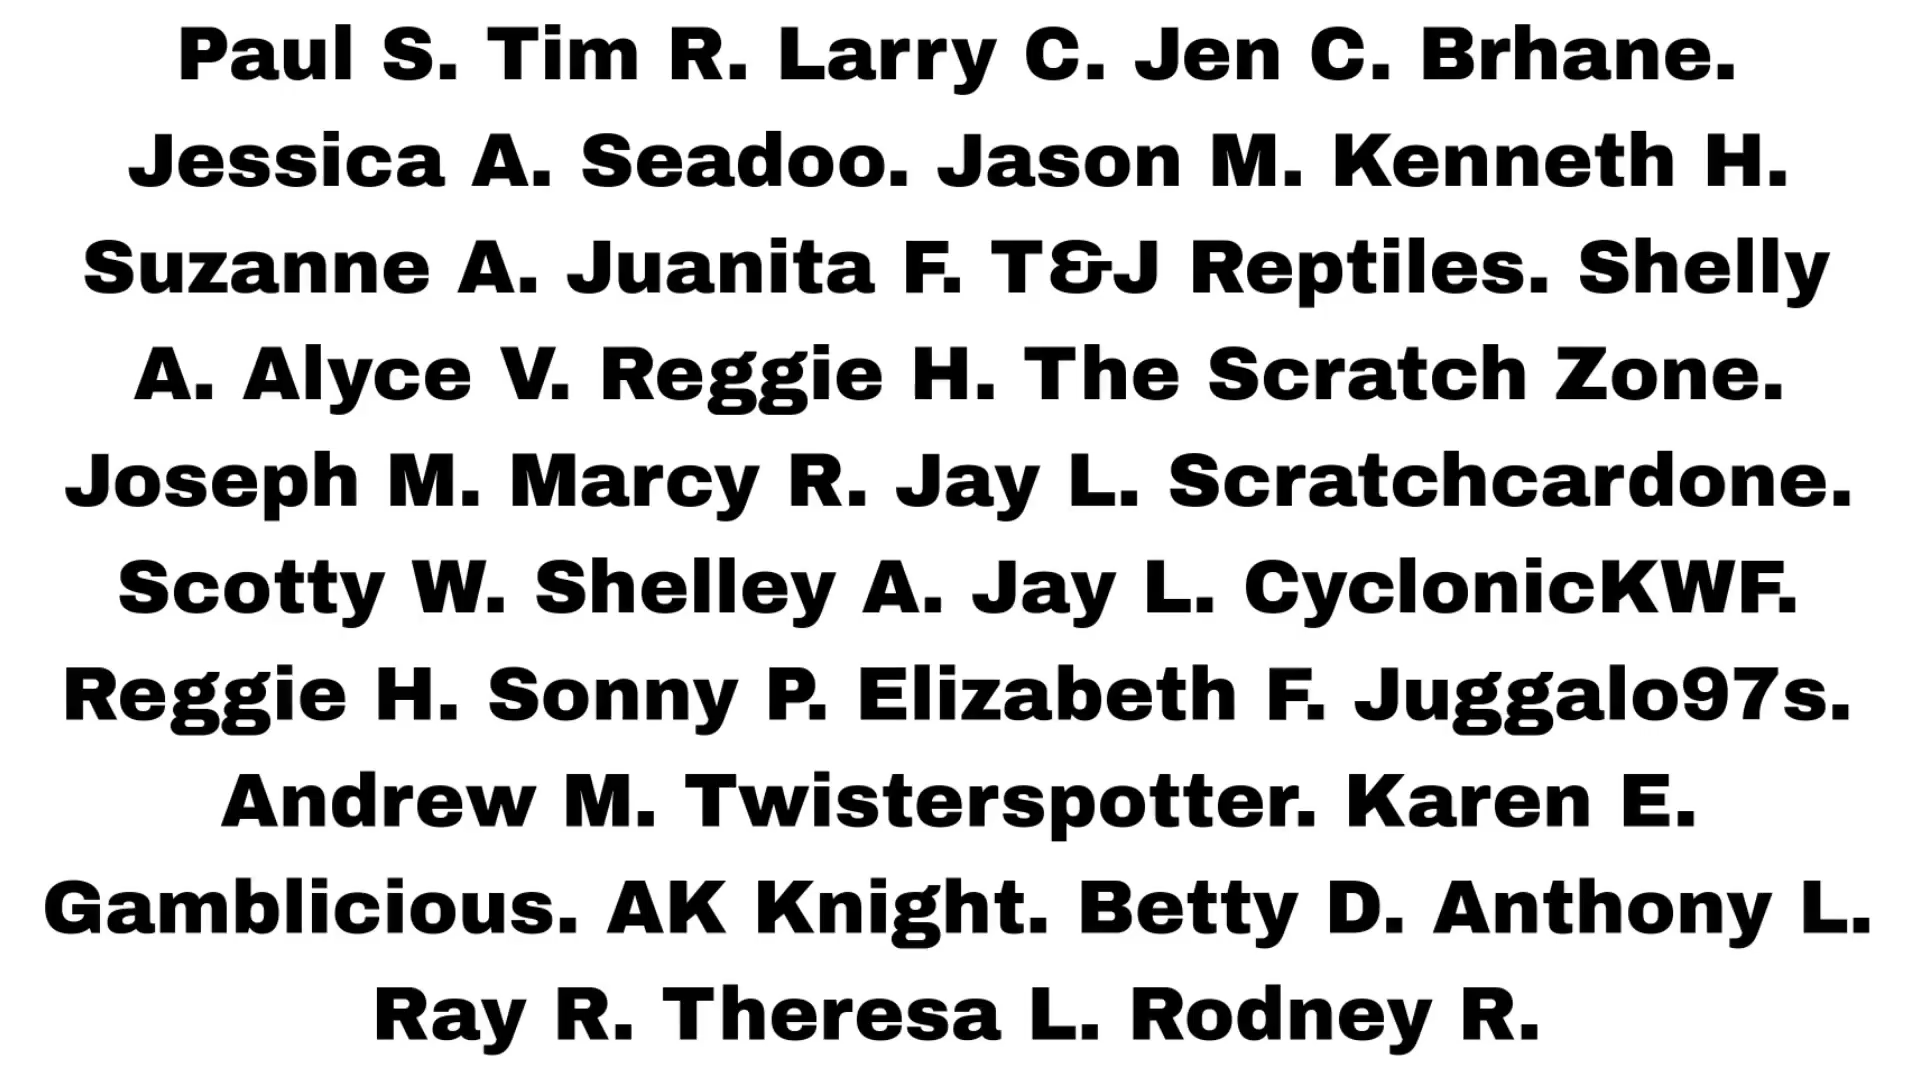 Paul S. Tim R. Larry C. Jen C. Brhane.
Jessica A. Seadoo. Jason M. Kenneth H.
Suzanne A. Juanita F. T&J Reptiles. Shelly
A. Alyce V. Reggie H. The Scratch Zone.
Joseph M. Marcy R. Jay L. Scratchcardone.
Scotty W. Shelley A. Jay L. CyclonicKWF.
Reggie H. Sonny P. Elizabeth F. Juggalo97s.
Andrew M. Twisterspotter. Karen E.
Gamblicious. AK Knight. Betty D. Anthony L.
Ray R. Theresa L. Rodney R.